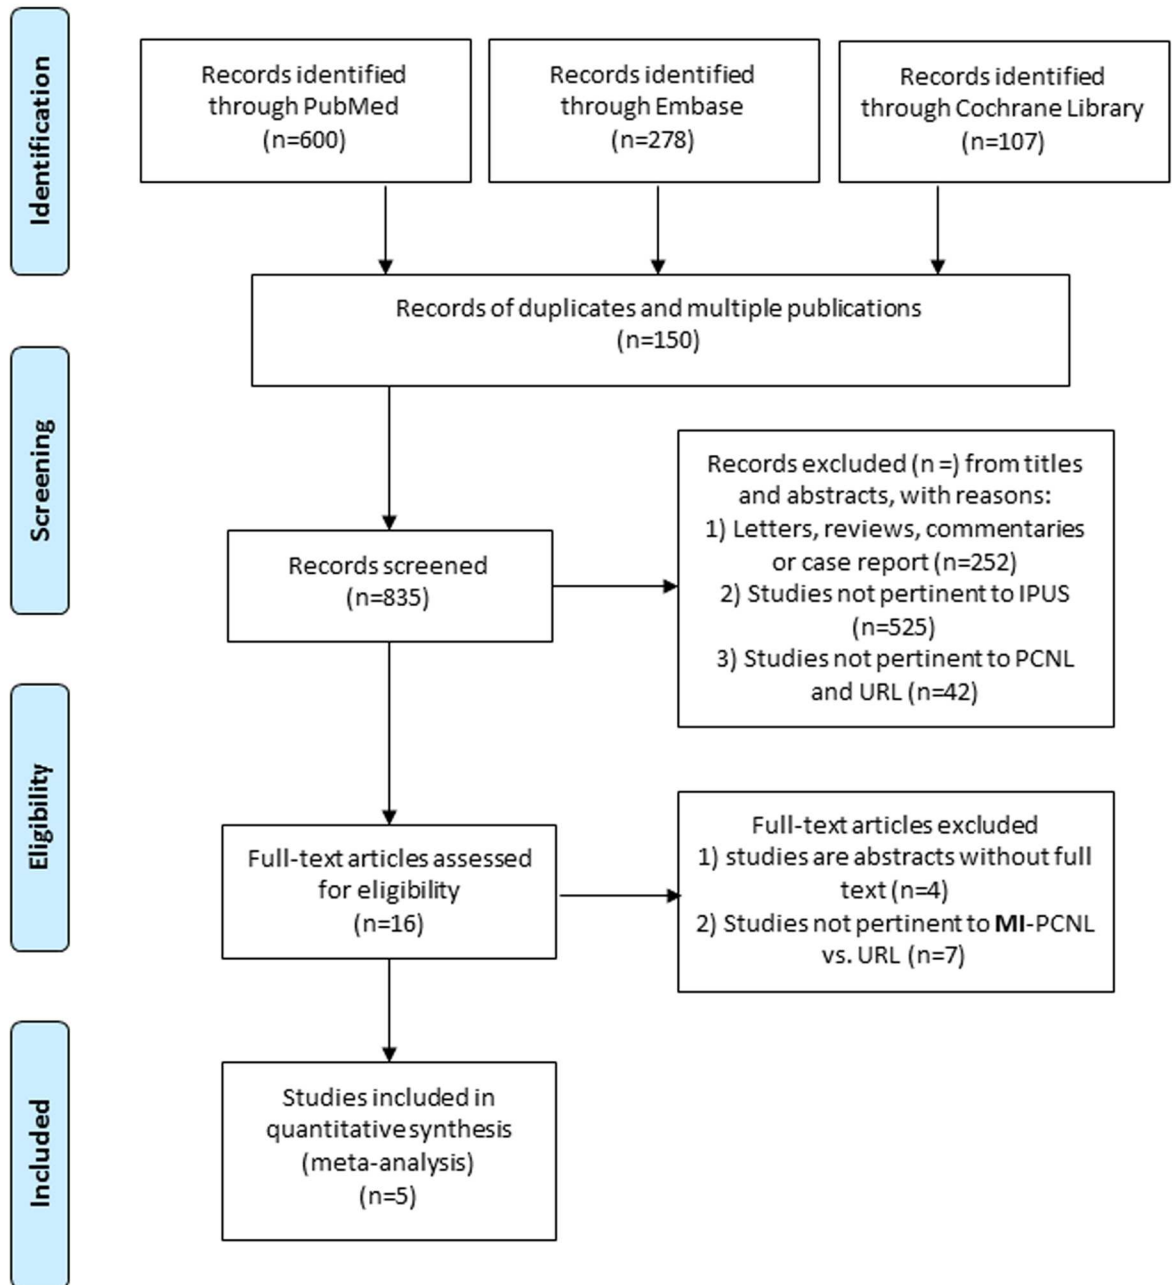 Identification
Records identified
through PubMed
(n=600)
Records identified
through Embase
(n=278)
Records identified
through Cochrane Library
(n=107)
Records of duplicates and multiple publications
(n=150)
Screening
Records excluded (n =) from titles
and abstracts, with reasons:
1) Letters, reviews, commentaries
or case report (n=252)
2) Studies not pertinent to IPUS
(n=525)
3) Studies not pertinent to PCNL
and URL (n=42)
Records screened
(n=835)
Eligibility
Full-text articles assessed
for eligibility
(n=16)
Full-text articles excluded
1) studies are abstracts without full
text (n=4)
2) Studies not pertinent to MI-PCNL
vs. URL (n=7)
Included
Studies included in
quantitative synthesis
(meta-analysis)
(n=5)